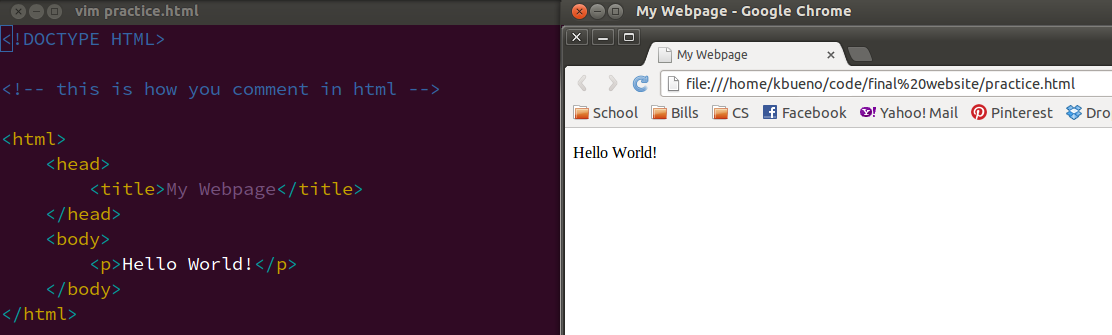 vim practice.html
<!DOCTYPE HTML>
<!-- this is how you comment in html -->
<html>
<head>
<title>My Webpage</title>
</head>
<body>
<p>Hello World!</p>
</body>
</html>
My Webpage - Google Chrome
My Webpage
file:///home/kbueno/code/final%20website/practice.html
School Bills CS Facebook Yahoo! Mail Pinterest Dro
Hello World!